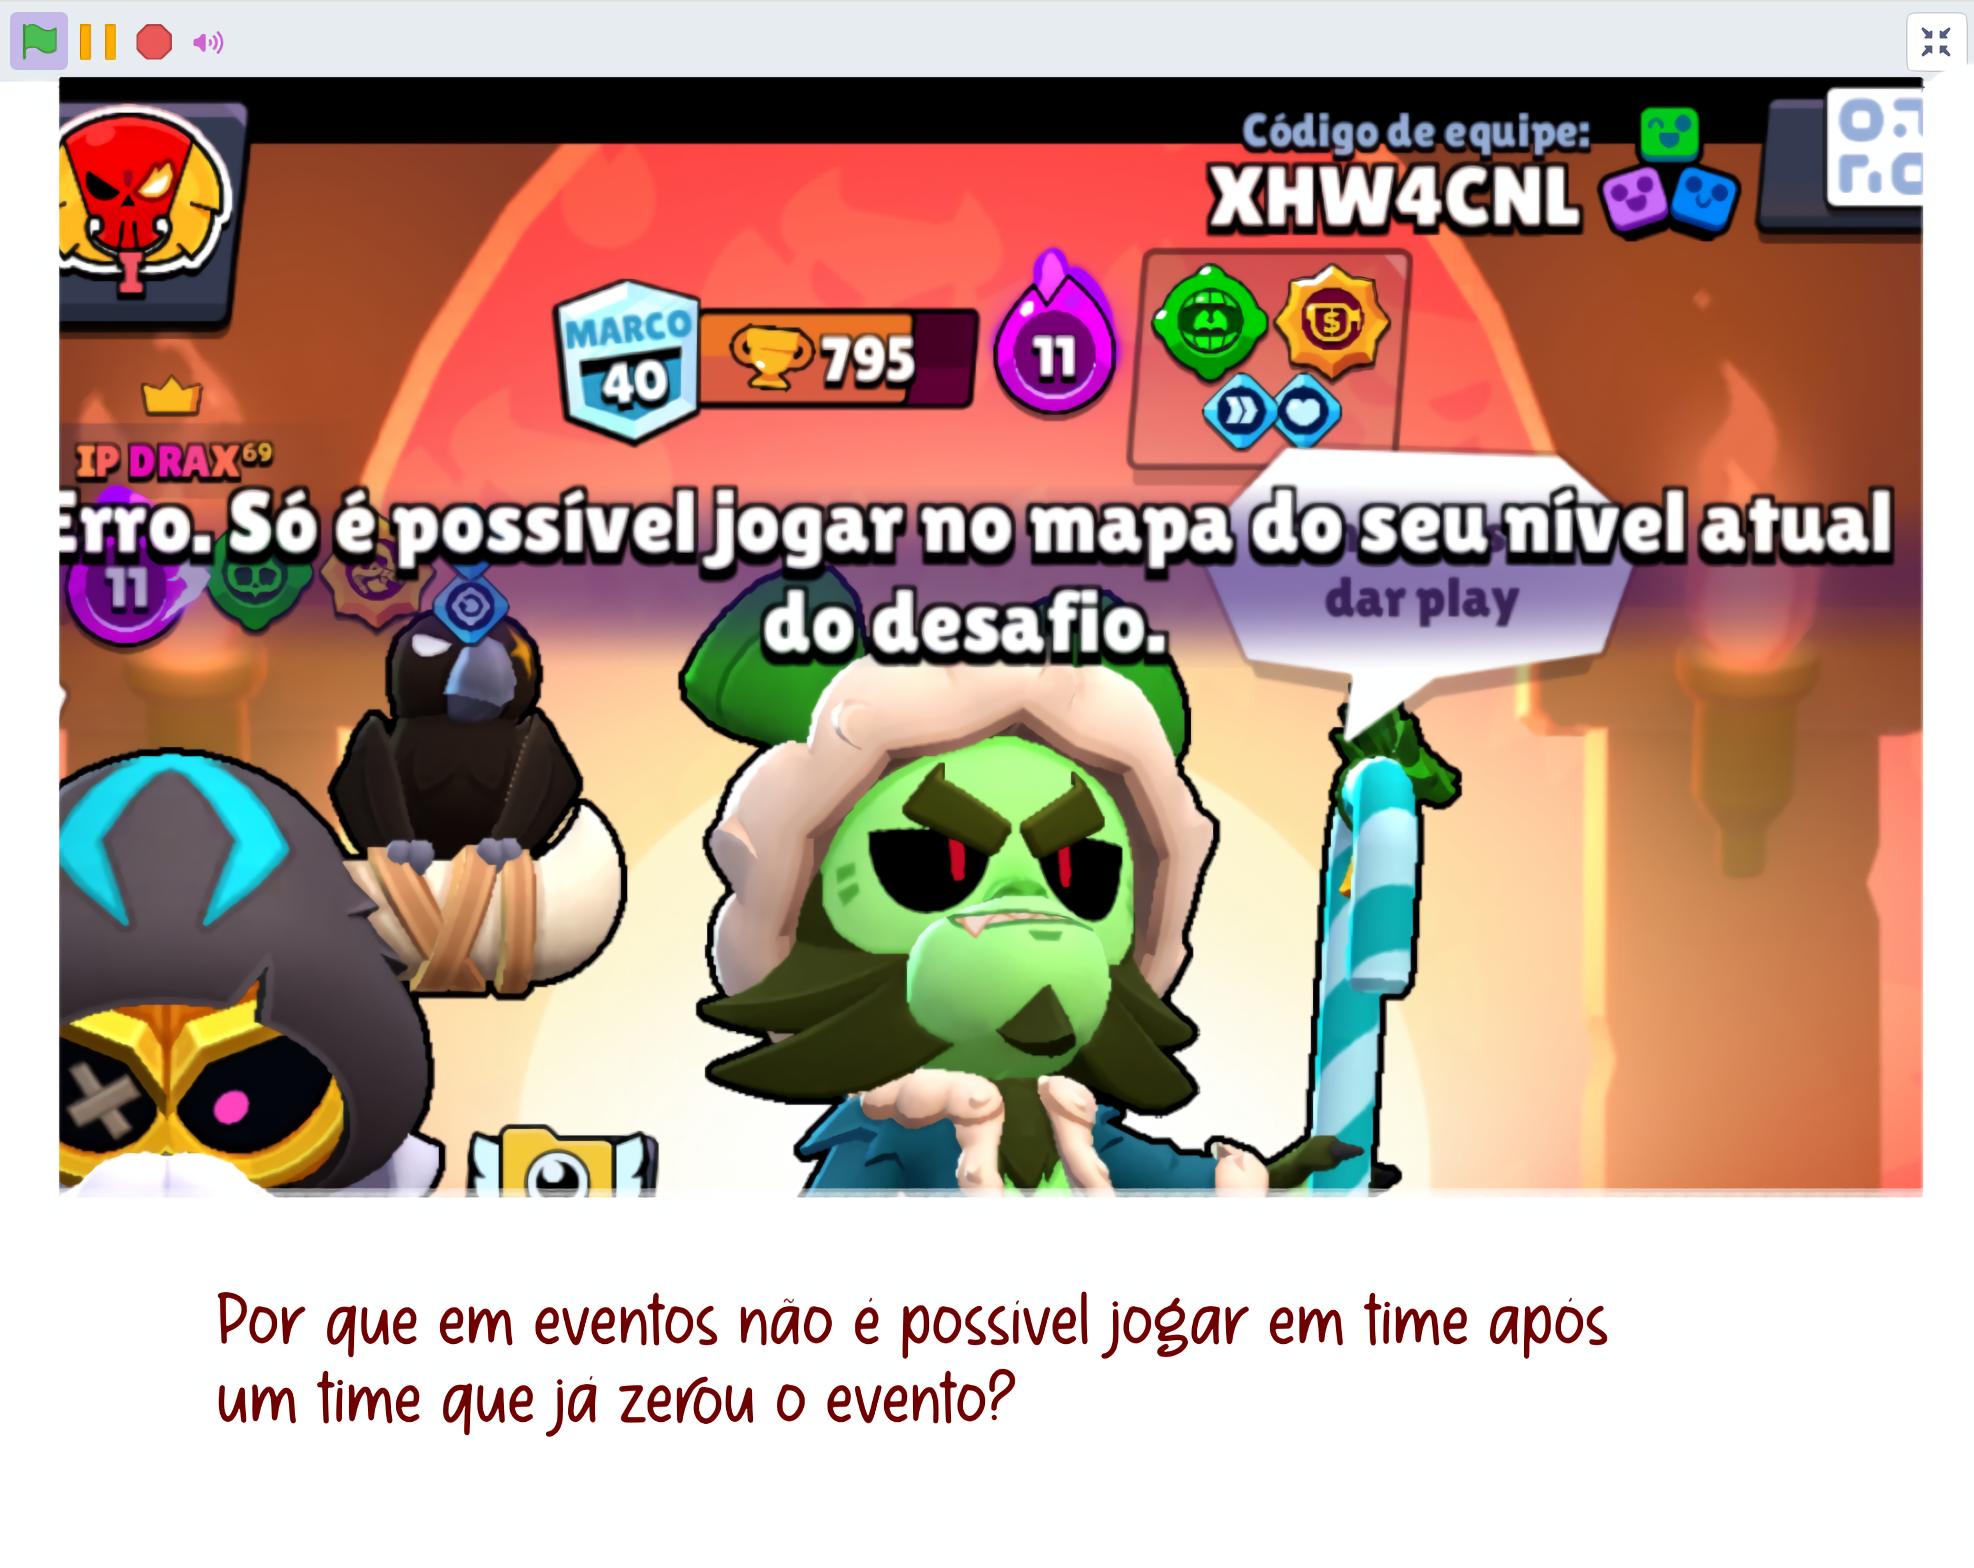 Código de equipe:
XHW4CNL
MARCO
40
795
11
IP DRAX69
Erro. Só é possível jogar no mapa do seu nível atual
do desafio.
11
dar play
Por que em eventos não é possível jogar em time após
um time que já zerou o evento?